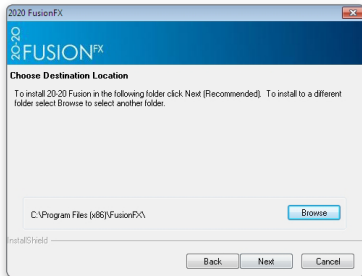 2020 FusionFX
20-20
FUSIONFX
Choose Destination Location
To install 20-20 Fusion in the following folder click Next (Recommended). To install to a different
folder select Browse to select another folder.
C:\Program Files (x86)\FusionFX\
Browse
InstallShield
Back
Next
Cancel